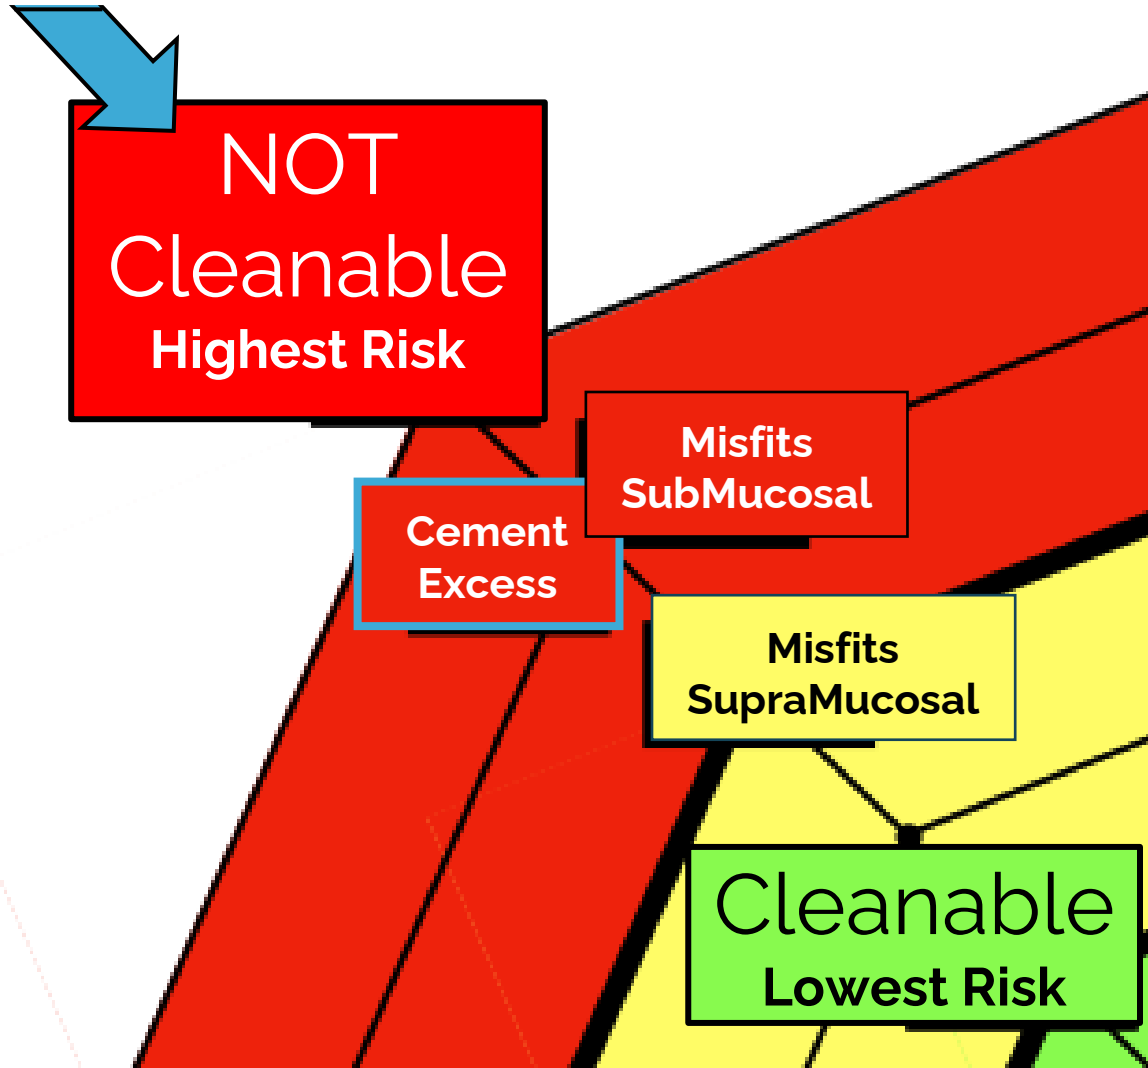 NOT
Cleanable
Highest Risk
Misfits
SubMucosal
Cement
Excess
Misfits
SupraMucosal
Cleanable
Lowest Risk